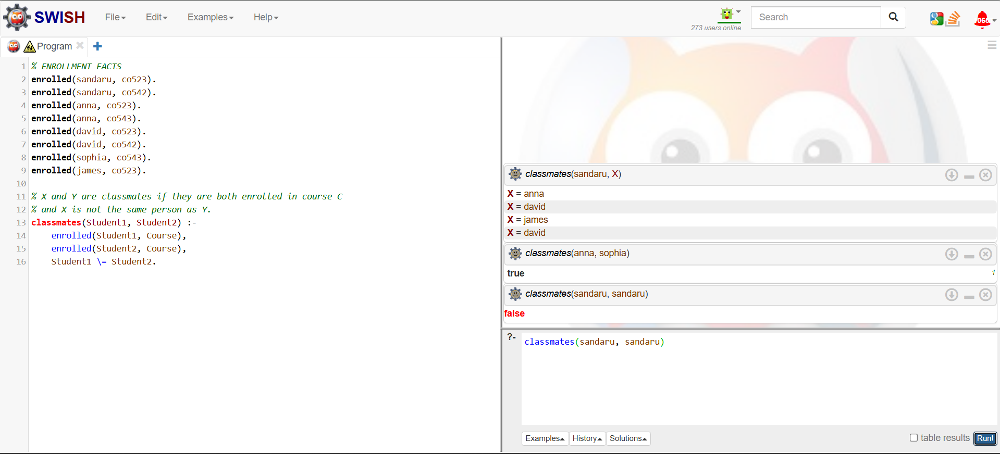 SWISH File Edit Examples Help 273 users online Search
Program
1 % ENROLLMENT FACTS
2 enrolled(sandaru, co523).
3 enrolled(sandaru, co542).
4 enrolled(anna, co523).
5 enrolled(anna, co543).
6 enrolled(david, co523).
7 enrolled(david, co542).
8 enrolled(sophia, co543).
9 enrolled(james, co523).
10
11 % X and Y are classmates if they are both enrolled in course C
12 % and X is not the same person as Y.
13 classmates(Student1, Student2) :-
14 enrolled(Student1, Course),
15 enrolled(Student2, Course),
16 Student1 \= Student2.
classmates(sandaru, X)
X = anna
X = david
X = james
X = david
classmates(anna, sophia)
true 1
classmates(sandaru, sandaru)
false
?- classmates(sandaru, sandaru)
Examples History Solutions table results Run!